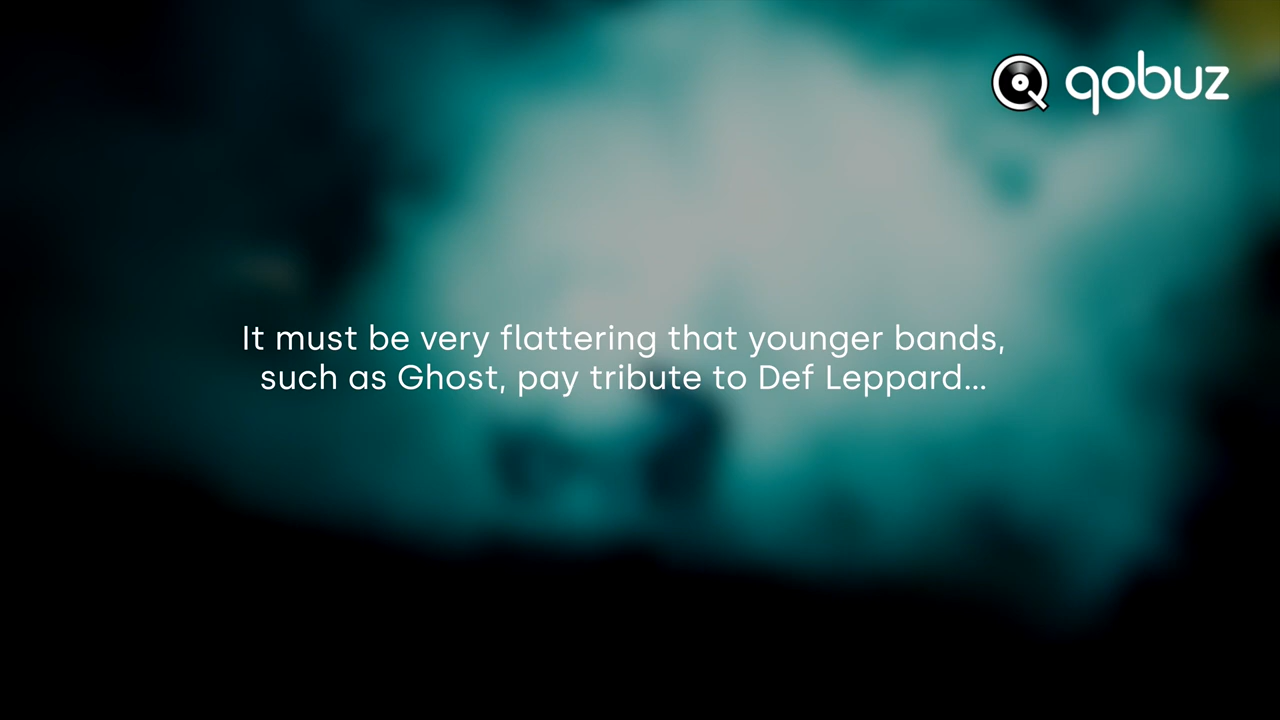 qobuz
It must be very flattering that younger bands,
such as Ghost, pay tribute to Def Leppard...